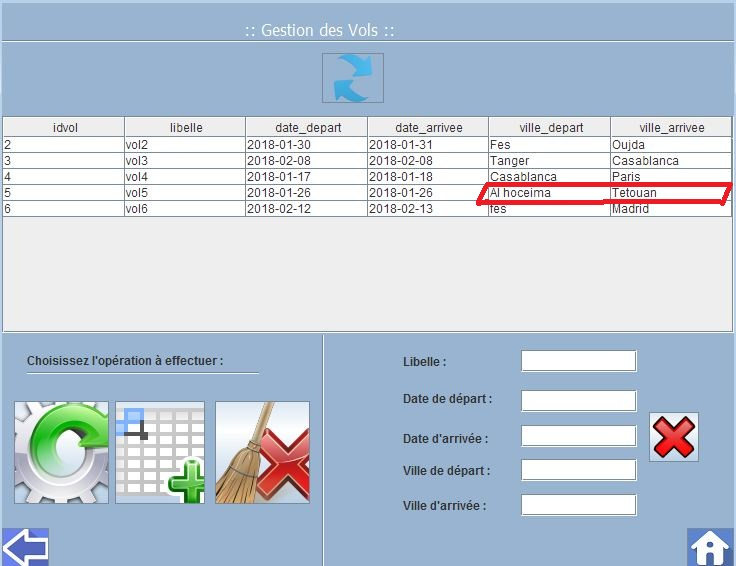 :: Gestion des Vols ::
idvol libelle date_depart date_arrivee ville_depart ville_arrivee
2 vol2 2018-01-30 2018-01-31 Fes Oujda
3 vol3 2018-02-08 2018-02-08 Tanger Casablanca
4 vol4 2018-01-17 2018-01-18 Casablanca Paris
5 vol5 2018-01-26 2018-01-26 Al hoceima Tetouan
6 vol6 2018-02-12 2018-02-13 fes Madrid
Choisissez l'opération à effectuer :
Libelle :
Date de départ :
Date d'arrivée :
Ville de départ :
Ville d'arrivée :